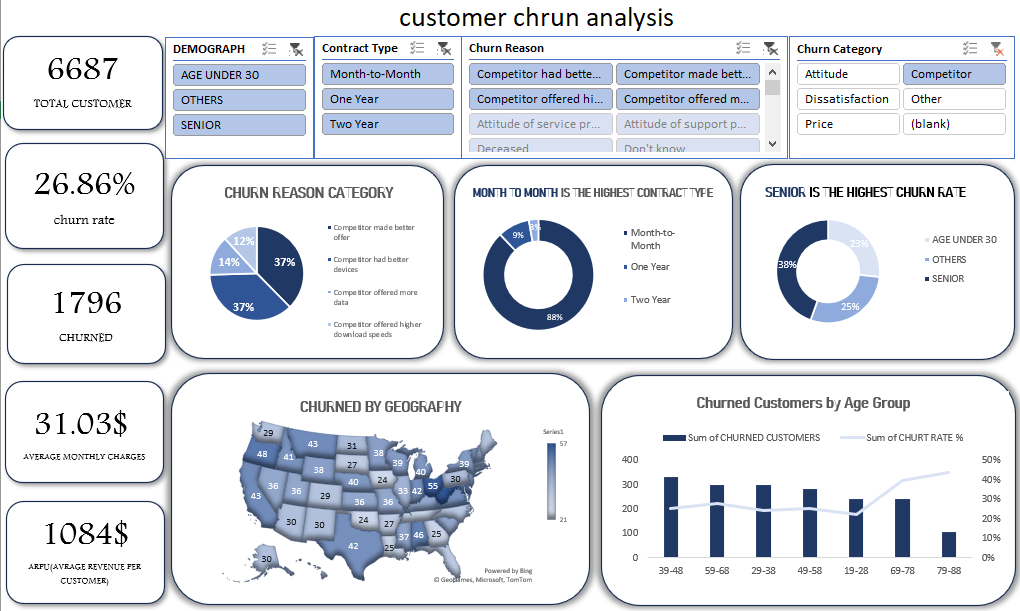 customer chrun analysis
6687
TOTAL CUSTOMER
26.86%
churn rate
1796
CHURNED
31.03$
AVERAGE MONTHLY CHARGES
1084$
ARPU(AVRAGE REVENUE PER
CUSTOMER)
DEMOGRAPH
AGE UNDER 30
OTHERS
SENIOR
Contract Type
Month-to-Month
One Year
Two Year
Churn Reason
Competitor had bette...
Competitor made bett...
Competitor offered hi...
Competitor offered m...
Attitude of service pr...
Attitude of support p...
Deceased
Don't know
Churn Category
Attitude
Competitor
Dissatisfaction
Other
Price
(blank)
CHURN REASON CATEGORY
12%
37%
14%
37%
Competitor made better
offer
Competitor had better
devices
Competitor offered more
data
Competitor offered higher
download speeds
MONTH TO MONTH IS THE HIGHEST CONTRACT TYPE
9%
3%
88%
Month-to-
Month
One Year
Two Year
SENIOR IS THE HIGHEST CHURN RATE
23%
38%
25%
AGE UNDER 30
OTHERS
SENIOR
CHURNED BY GEOGRAPHY
29
43
31
38
48
41
27
39
40
39
38
40
24
55
30
43
36
36
29
36
36
33
42
30
30
24
27
42
25
37
46
25
30
Series1
57
21
Powered by Bing
© GeoNames, Microsoft, TomTom
Churned Customers by Age Group
Sum of CHURNED CUSTOMERS
Sum of CHURT RATE %
400
300
200
100
0
50%
40%
30%
20%
10%
0%
39-48
59-68
29-38
49-58
19-28
69-78
79-88